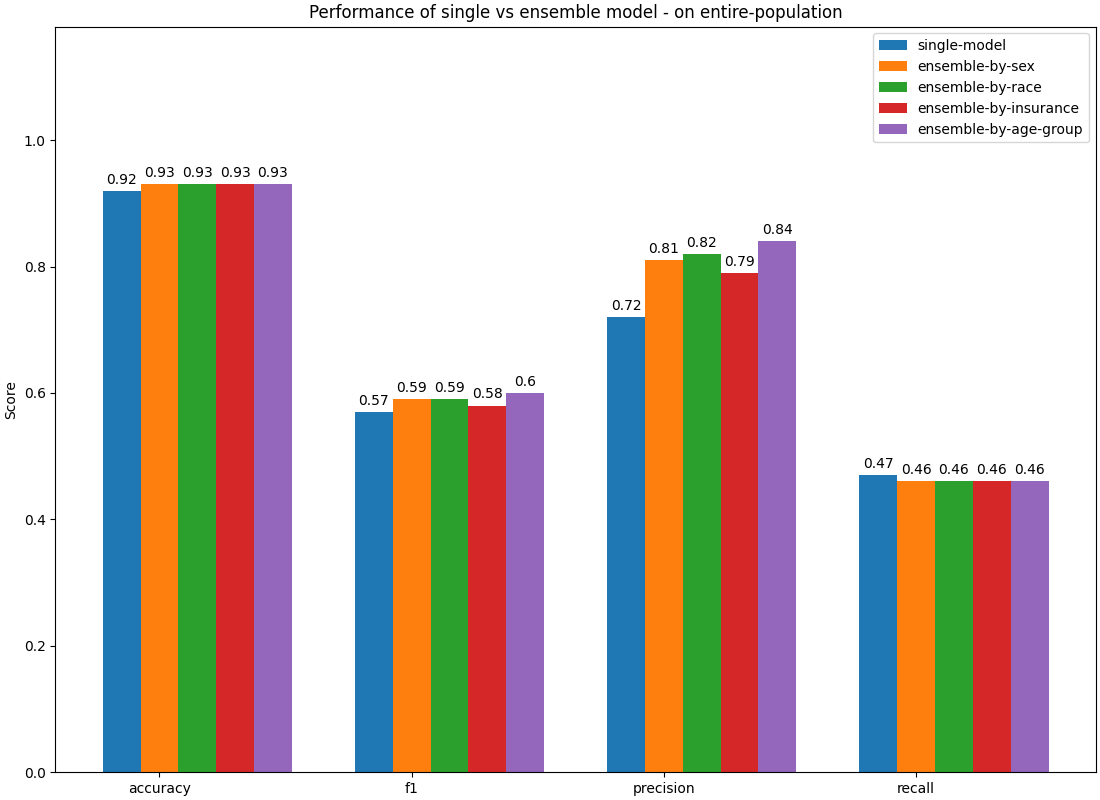 Performance of single vs ensemble model - on entire-population
single-model
ensemble-by-sex
ensemble-by-race
ensemble-by-insurance
ensemble-by-age-group
Score
1.0
0.8
0.6
0.4
0.2
0.0
0.92 0.93 0.93 0.93 0.93
0.57 0.59 0.59 0.58 0.6
0.72 0.81 0.82 0.79 0.84
0.47 0.46 0.46 0.46 0.46
accuracy f1 precision recall